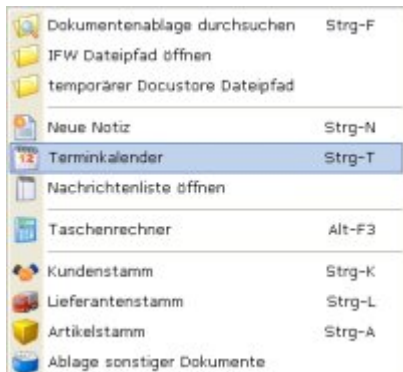 Dokumentenablage durchsuchen Strg-F
IFW Dateipfad öffnen
temporärer Docustore Dateipfad
Neue Notiz Strg-N
12 Terminkalender Strg-T
Nachrichtenliste öffnen
Taschenrechner Alt-F3
Kundenstamm Strg-K
Lieferantenstamm Strg-L
Artikelstamm Strg-A
Ablage sonstiger Dokumente